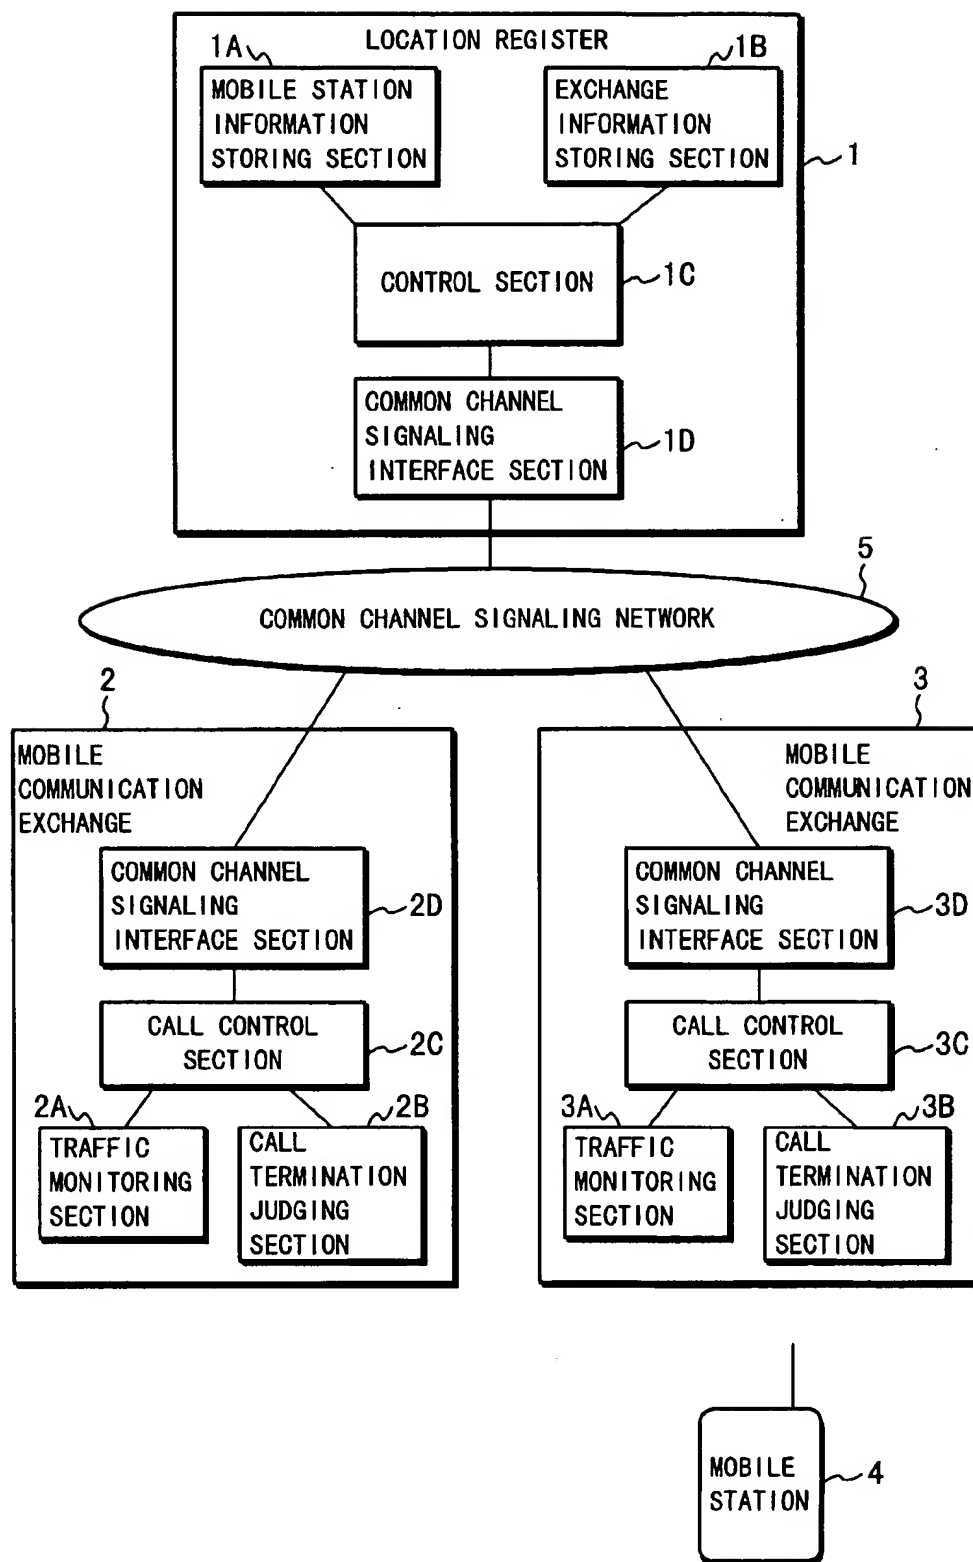 LOCATION REGISTER
1A
1B
MOBILE STATION
INFORMATION
STORING SECTION
EXCHANGE
INFORMATION
STORING SECTION
1
CONTROL SECTION
1C
COMMON CHANNEL
SIGNALING
INTERFACE SECTION
1D
5
COMMON CHANNEL SIGNALING NETWORK
2
MOBILE
COMMUNICATION
EXCHANGE
COMMON CHANNEL
SIGNALING
INTERFACE SECTION
2D
CALL CONTROL
SECTION
2C
2A
TRAFFIC
MONITORING
SECTION
2B
CALL
TERMINATION
JUDGING
SECTION
3
MOBILE
COMMUNICATION
EXCHANGE
COMMON CHANNEL
SIGNALING
INTERFACE SECTION
3D
CALL CONTROL
SECTION
3C
3A
TRAFFIC
MONITORING
SECTION
3B
CALL
TERMINATION
JUDGING
SECTION
MOBILE
STATION
4